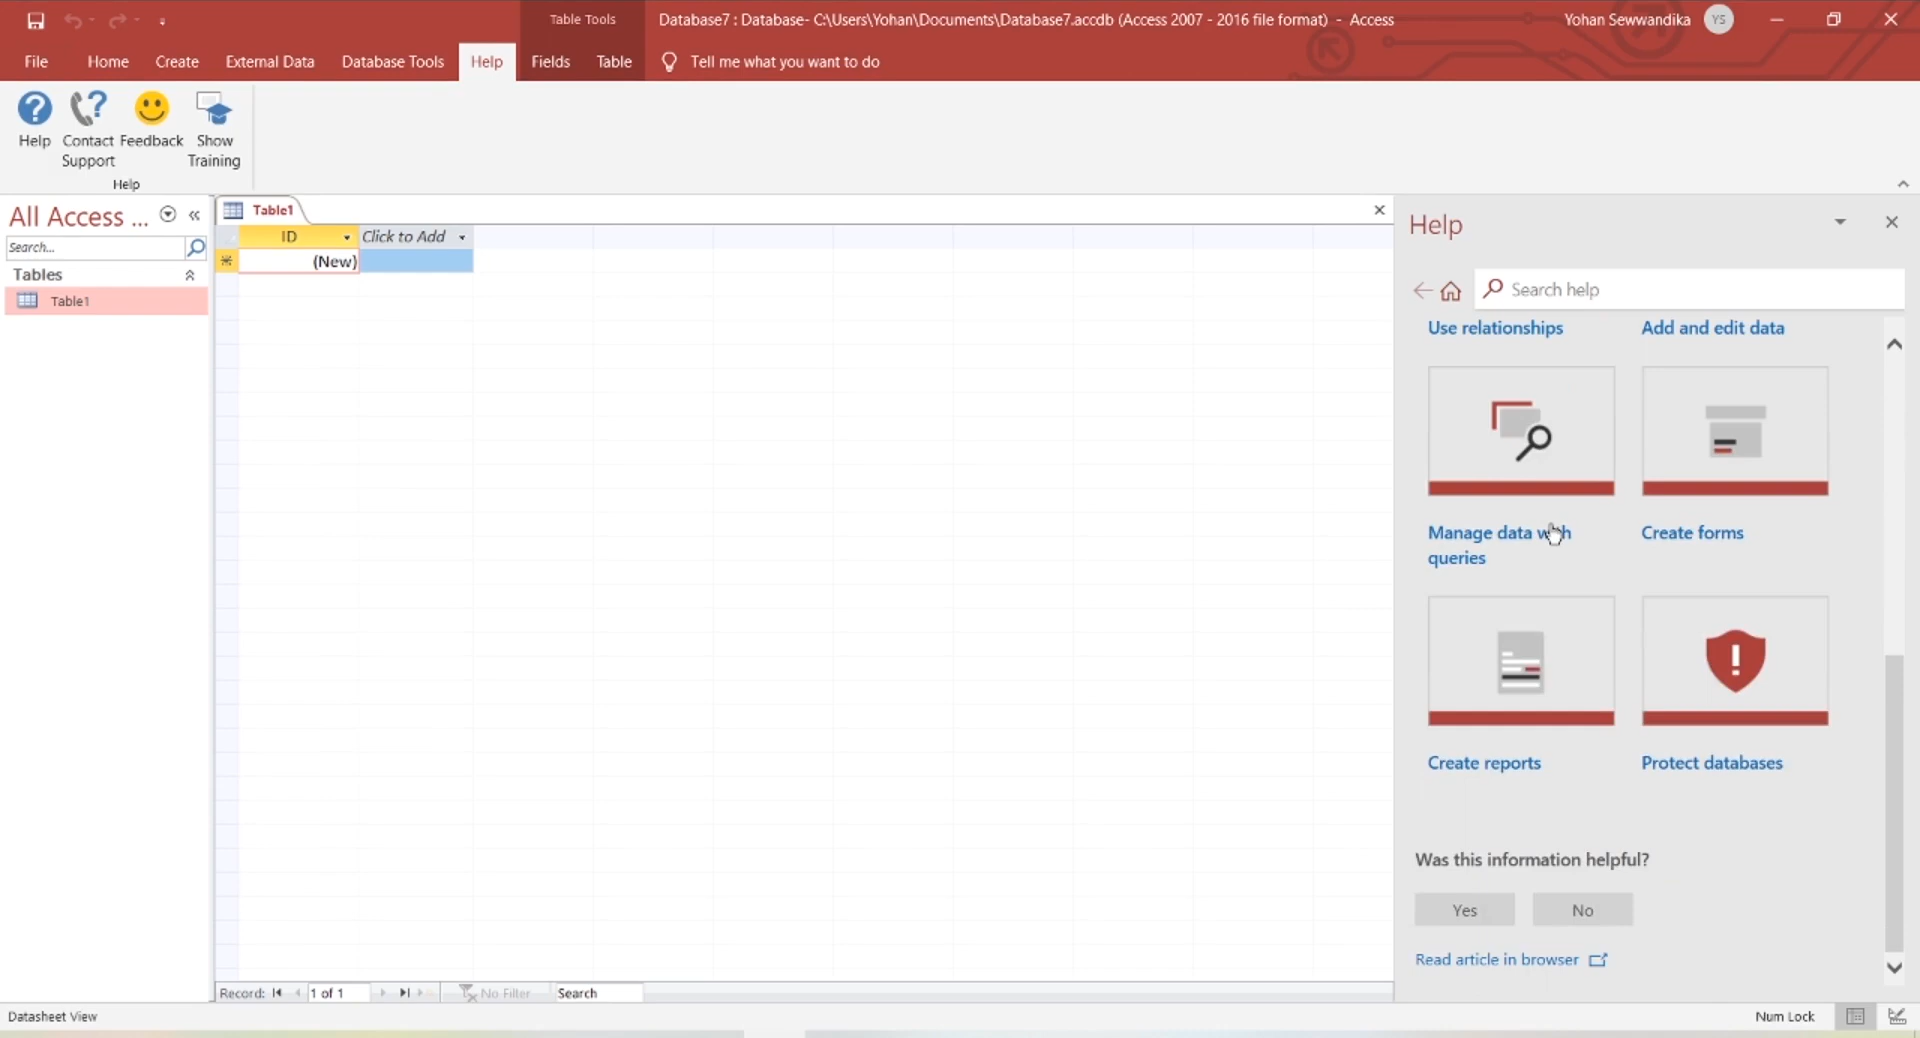 Table Tools
Database7 : Database- C:\Users\Yohan\Documents\Database7.accdb (Access 2007 - 2016 file format) - Access
Yohan Sewwandika YS
File Home Create External Data Database Tools Help Fields Table Tell me what you want to do
Help Contact Support Feedback Show Training
Help
All Access ...
Search...
Tables
Table1
Table1
ID Click to Add
(New)
Help
Search help
Use relationships Add and edit data
Manage data with Create forms
queries
Create reports Protect databases
Was this information helpful?
Yes No
Read article in browser
Record: 1 of 1 No Filter Search
Datasheet View Num Lock